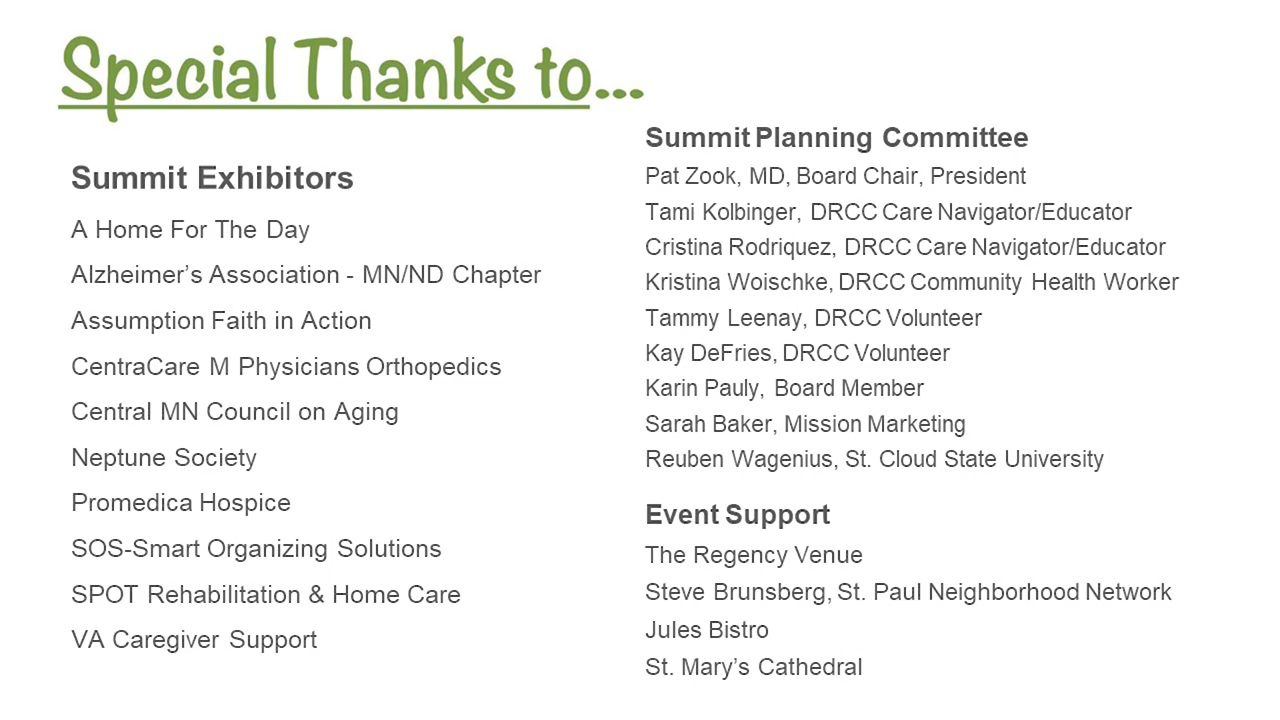 Special Thanks to...
Summit Exhibitors
A Home For The Day
Alzheimer’s Association - MN/ND Chapter
Assumption Faith in Action
CentraCare M Physicians Orthopedics
Central MN Council on Aging
Neptune Society
Promedica Hospice
SOS-Smart Organizing Solutions
SPOT Rehabilitation & Home Care
VA Caregiver Support
Summit Planning Committee
Pat Zook, MD, Board Chair, President
Tami Kolbinger, DRCC Care Navigator/Educator
Cristina Rodriquez, DRCC Care Navigator/Educator
Kristina Woischke, DRCC Community Health Worker
Tammy Leenay, DRCC Volunteer
Kay DeFries, DRCC Volunteer
Karin Pauly, Board Member
Sarah Baker, Mission Marketing
Reuben Wagenius, St. Cloud State University
Event Support
The Regency Venue
Steve Brunsberg, St. Paul Neighborhood Network
Jules Bistro
St. Mary’s Cathedral